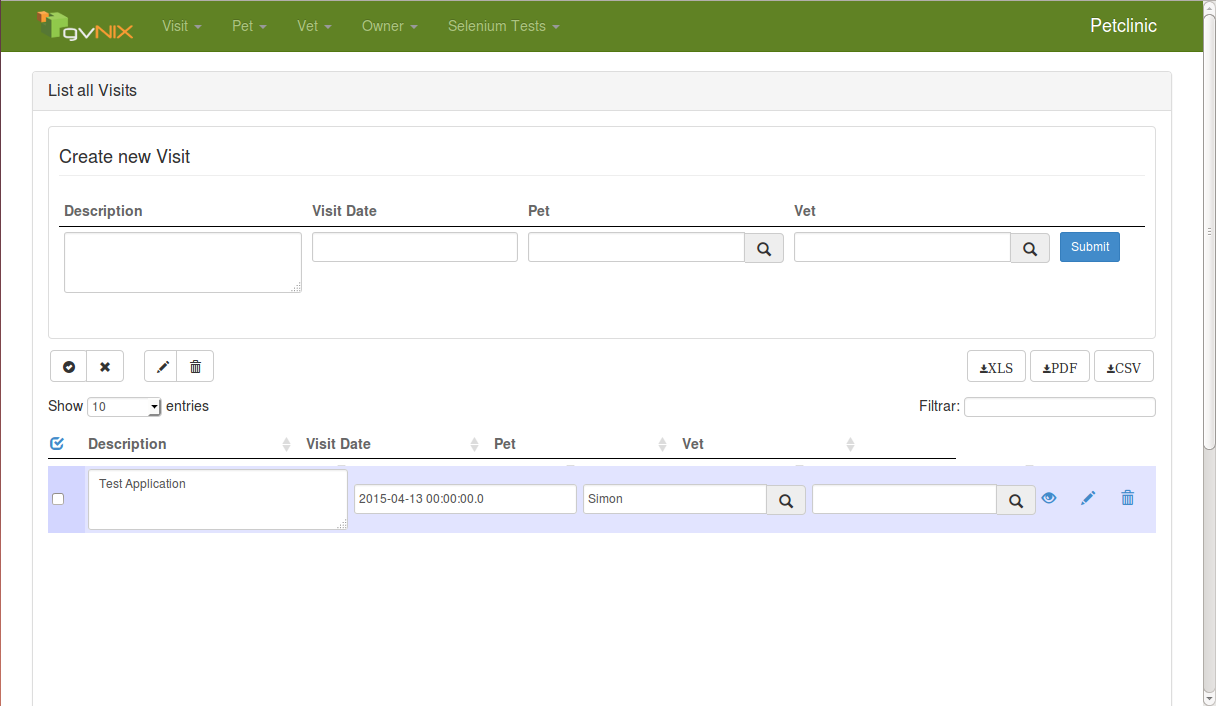 gvNIX Visit Pet Vet Owner Selenium Tests Petclinic
List all Visits
Create new Visit
Description Visit Date Pet Vet
Submit
XLS PDF CSV
Show 10 entries Filtrar:
Description Visit Date Pet Vet
Test Application
2015-04-13 00:00:00.0 Simon